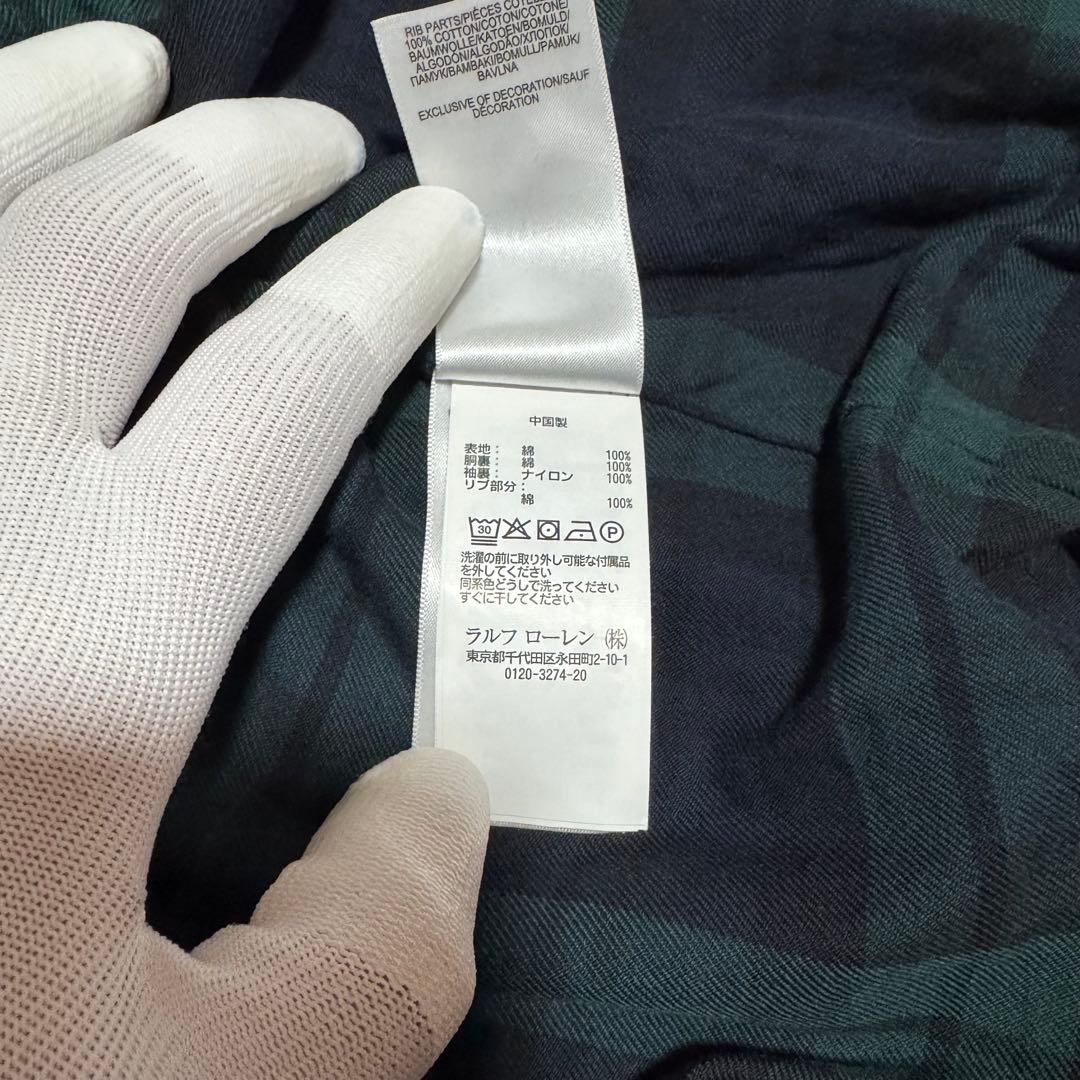 RIB PARTS/PIÈCES
100% COTTON/COTON/COTONE/
BAUMWOLLE/KATOEN/BOMULD/
ALGODÓN/ALGODÃO/ХЛОПОК/
ПАМУК/ΒΑΜΒΑΚΙ/BOMULL/PAMUK/
BAVLNA
EXCLUSIVE OF DECORATION/SAUF
DÉCORATION
中国製
表地: 綿 100%
胴裏: 綿 100%
袖裏: ナイロン 100%
リブ部分:
綿 100%
30 P
洗濯の前に取り外し可能な付属品
を外してください
同系色どうしで洗ってください
すぐに干してください
ラルフ ローレン (株)
東京都千代田区永田町2-10-1
0120-3274-20